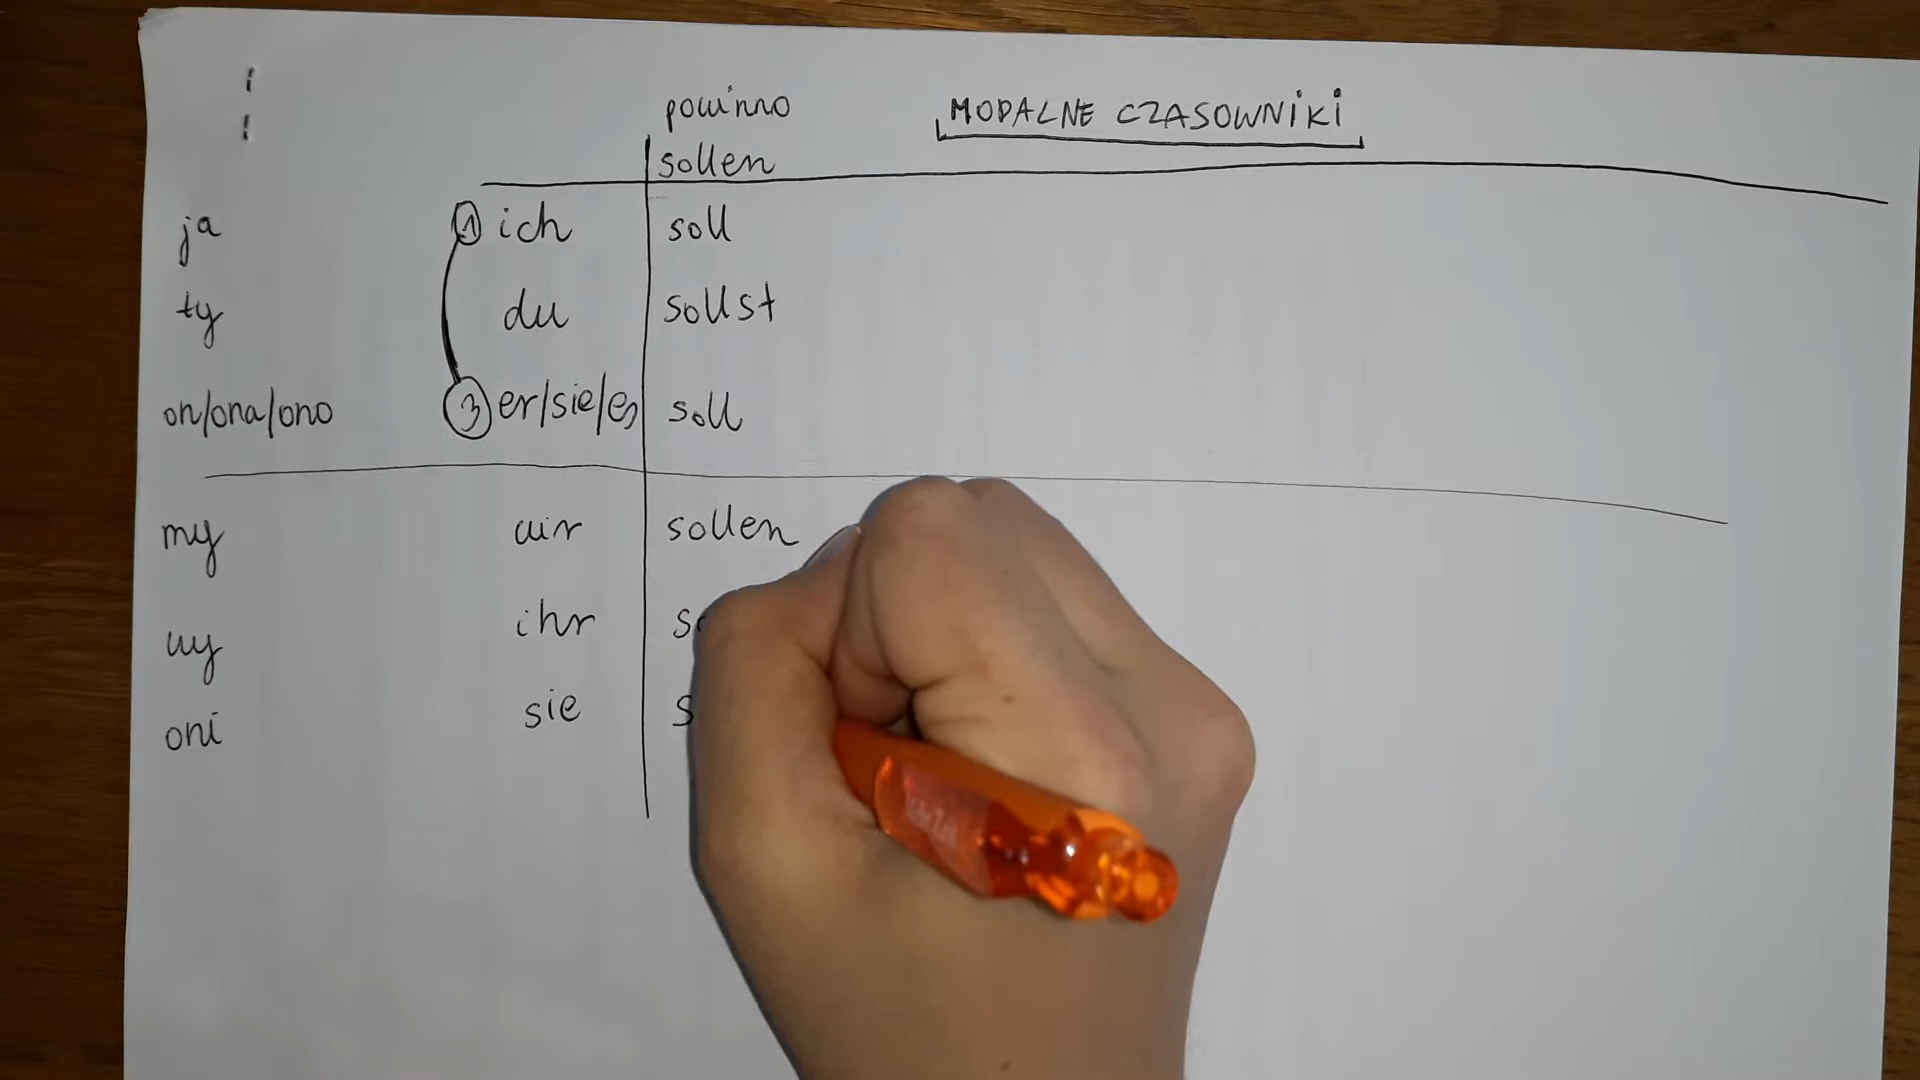 powinno MODALNE CZASOWNIKI
sollen
ja 1 ich soll
ty du sollst
on/ona/ono 3 er/sie/es soll
my wir sollen
wy ihr
oni sie